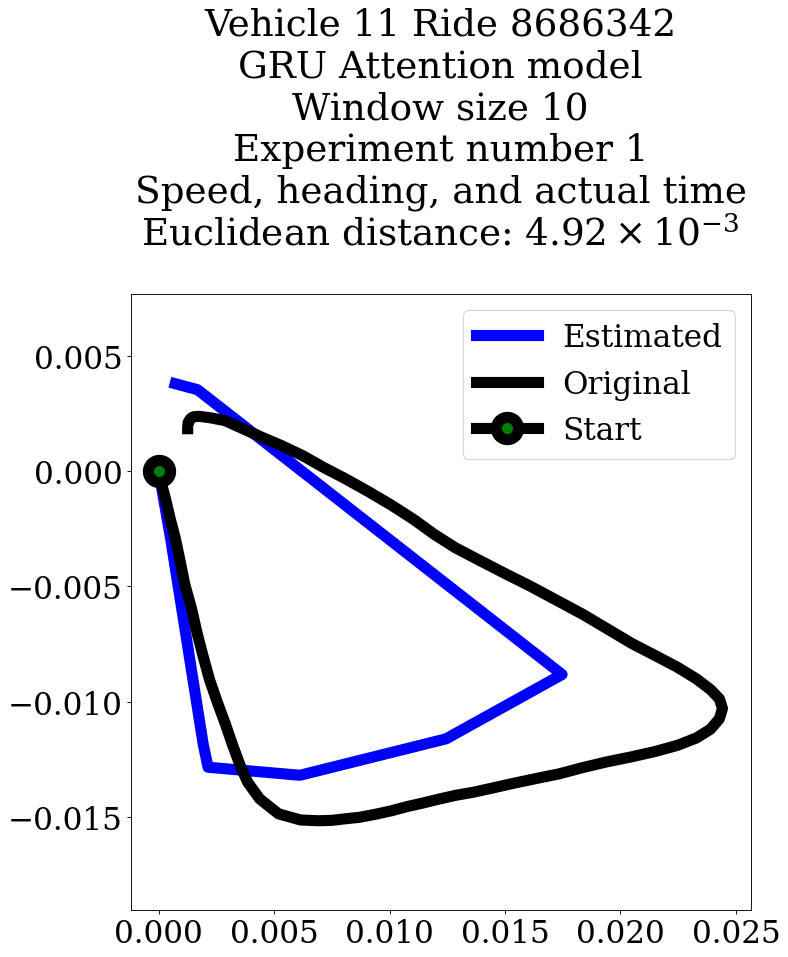 Vehicle 11 Ride 8686342
GRU Attention model
Window size 10
Experiment number 1
Speed, heading, and actual time
Euclidean distance: 4.92 × 10⁻³
Estimated
Original
Start
0.005
0.000
−0.005
−0.010
−0.015
0.000 0.005 0.010 0.015 0.020 0.025